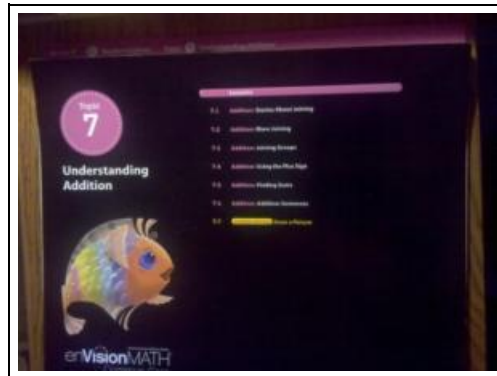 Topic
7
Understanding
Addition
7-1 Addition: Stories About Joining
7-2 Addition: More Joining
7-3 Addition: Joining Groups
7-4 Addition: Using the Plus Sign
7-5 Addition: Finding Sums
7-6 Addition: Addition Sentences
7-7 Draw a Picture
enVisionMATH